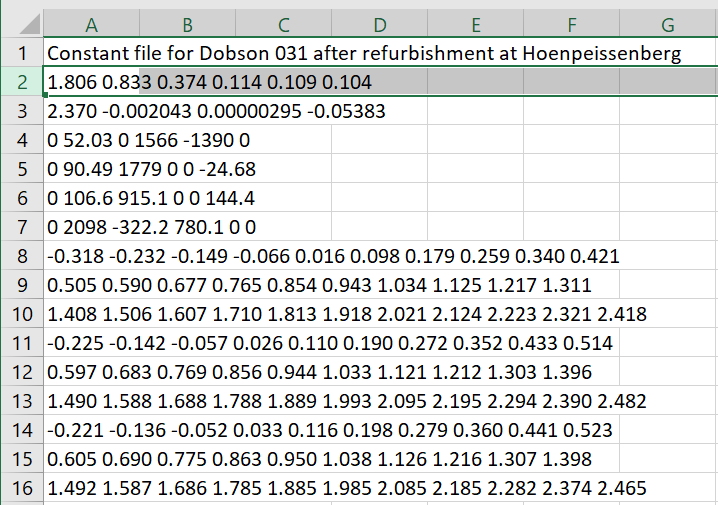 A B C D E F G
1 Constant file for Dobson 031 after refurbishment at Hoenpeissenberg
2 1.806 0.833 0.374 0.114 0.109 0.104
3 2.370 -0.002043 0.00000295 -0.05383
4 0 52.03 0 1566 -1390 0
5 0 90.49 1779 0 0 -24.68
6 0 106.6 915.1 0 0 144.4
7 0 2098 -322.2 780.1 0 0
8 -0.318 -0.232 -0.149 -0.066 0.016 0.098 0.179 0.259 0.340 0.421
9 0.505 0.590 0.677 0.765 0.854 0.943 1.034 1.125 1.217 1.311
10 1.408 1.506 1.607 1.710 1.813 1.918 2.021 2.124 2.223 2.321 2.418
11 -0.225 -0.142 -0.057 0.026 0.110 0.190 0.272 0.352 0.433 0.514
12 0.597 0.683 0.769 0.856 0.944 1.033 1.121 1.212 1.303 1.396
13 1.490 1.588 1.688 1.788 1.889 1.993 2.095 2.195 2.294 2.390 2.482
14 -0.221 -0.136 -0.052 0.033 0.116 0.198 0.279 0.360 0.441 0.523
15 0.605 0.690 0.775 0.863 0.950 1.038 1.126 1.216 1.307 1.398
16 1.492 1.587 1.686 1.785 1.885 1.985 2.085 2.185 2.282 2.374 2.465